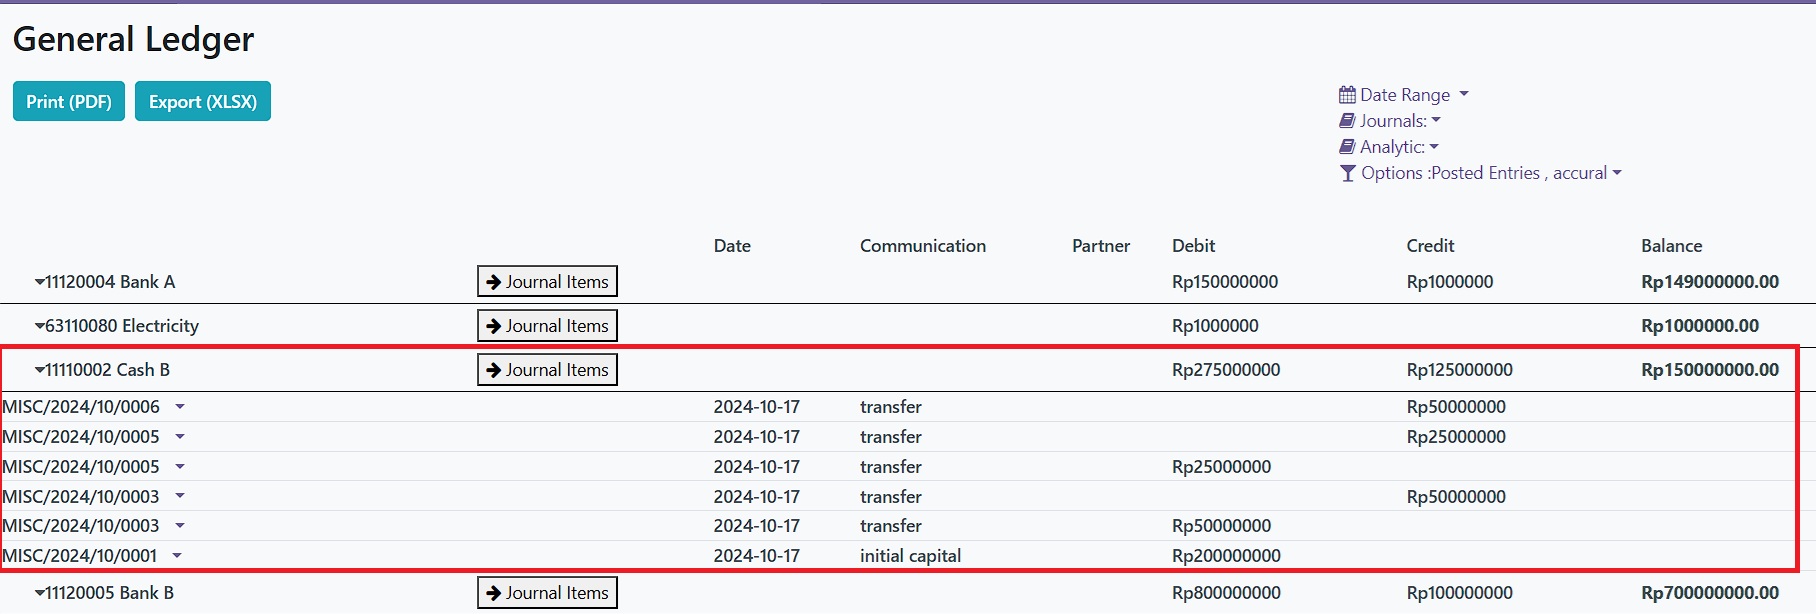 General Ledger
Print (PDF) Export (XLSX)
Date Range
Journals:
Analytic:
Options :Posted Entries , accural
Date Communication Partner Debit Credit Balance
11120004 Bank A Journal Items Rp150000000 Rp1000000 Rp149000000.00
63110080 Electricity Journal Items Rp1000000 Rp1000000.00
11110002 Cash B Journal Items Rp275000000 Rp125000000 Rp150000000.00
MISC/2024/10/0006 2024-10-17 transfer Rp50000000
MISC/2024/10/0005 2024-10-17 transfer Rp25000000
MISC/2024/10/0005 2024-10-17 transfer Rp25000000
MISC/2024/10/0003 2024-10-17 transfer Rp50000000
MISC/2024/10/0003 2024-10-17 transfer Rp50000000
MISC/2024/10/0001 2024-10-17 initial capital Rp200000000
11120005 Bank B Journal Items Rp800000000 Rp100000000 Rp700000000.00